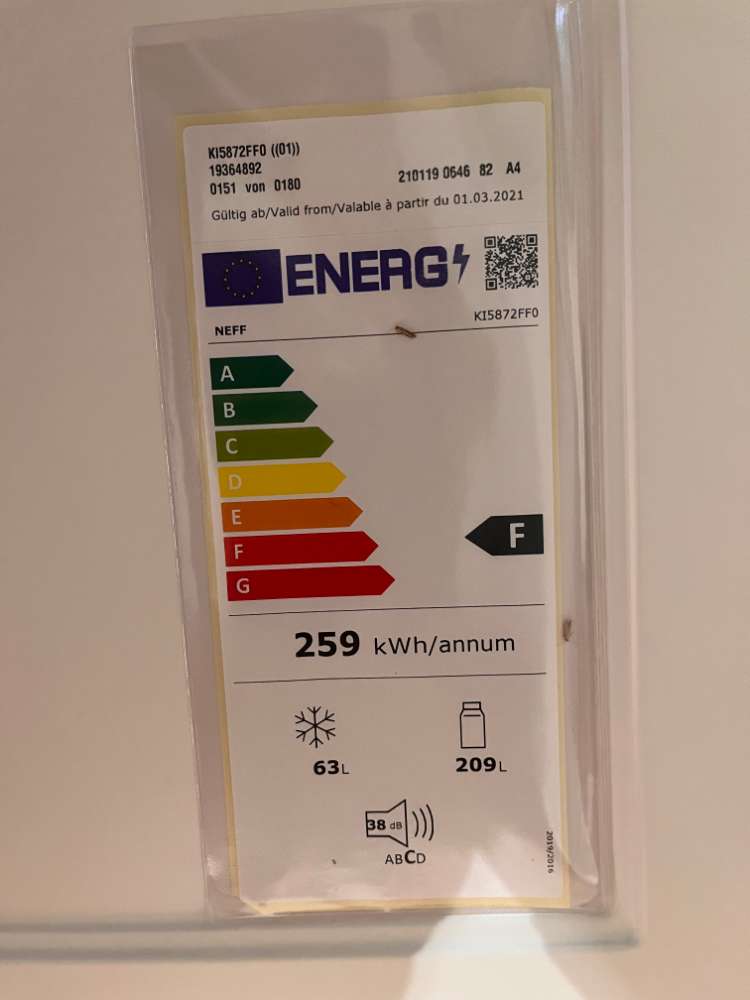 KI5872FF0 ((01))
19364892
0151 von 0180
210119 0646 82 A4
Gültig ab/Valid from/Valable à partir du 01.03.2021
ENERG
NEFF
KI5872FF0
A
B
C
D
E
F
F
G
259 kWh/annum
63L
209L
38 dB
ABCD
2019/2016